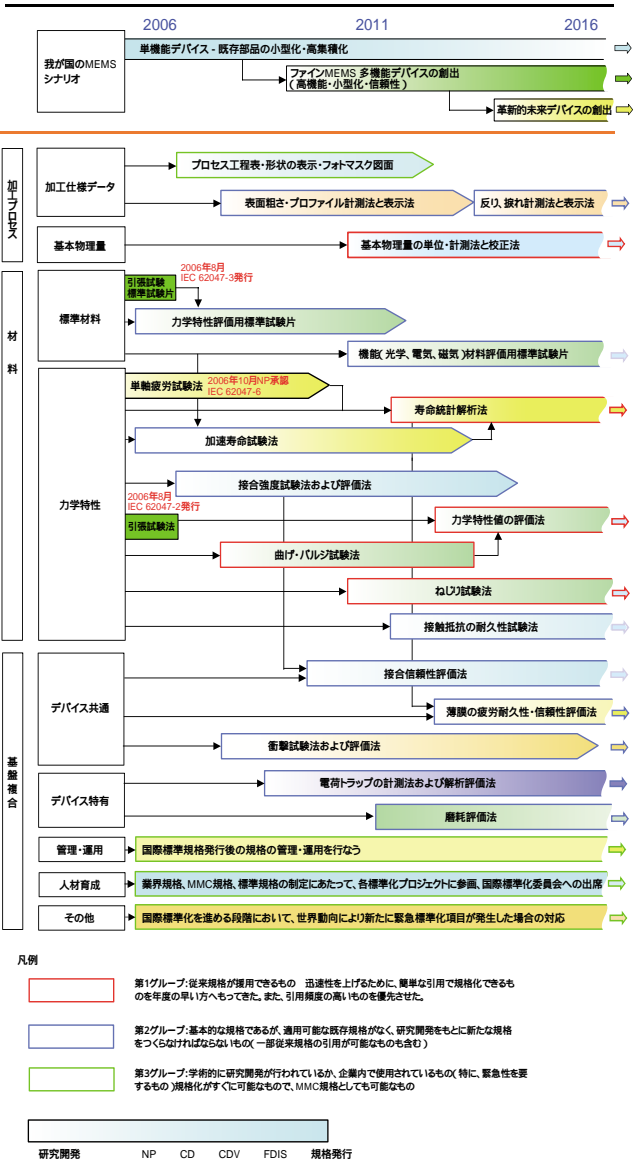 2006
2011
2016
我が国のMEMS
シナリオ
単機能デバイス - 既存部品の小型化・高集積化
ファインMEMS 多機能デバイスの創出
(高機能・小型化・信頼性)
革新的未来デバイスの創出
加工プロセス
加工仕様データ
プロセス工程表・形状の表示・フォトマスク図面
表面粗さ・プロファイル計測法と表示法
反り、捩れ計測法と表示法
基本物理量
基本物理量の単位・計測法と校正法
材料
標準材料
引張試験
標準試験片
2006年8月
IEC 62047-3発行
力学特性評価用標準試験片
機能(光学、電気、磁気)材料評価用標準試験片
力学特性
単軸疲労試験法
2006年10月NP承認
IEC 62047-6
寿命統計解析法
加速寿命試験法
接合強度試験法および評価法
2006年8月
IEC 62047-2発行
引張試験法
力学特性値の評価法
曲げ・バルジ試験法
ねじり試験法
接触抵抗の耐久性試験法
基盤複合
デバイス共通
接合信頼性評価法
薄膜の疲労耐久性・信頼性評価法
衝撃試験法および評価法
デバイス特有
電荷トラップの計測法および解析評価法
磨耗評価法
管理・運用
国際標準規格発行後の規格の管理・運用を行なう
人材育成
業界規格、MMC規格、標準規格の制定にあたって、各標準化プロジェクトに参画、国際標準化委員会への出席
その他
国際標準化を進める段階において、世界動向により新たに緊急標準化項目が発生した場合の対応
凡例
第1グループ:従来規格が援用できるもの 迅速性を上げるために、簡単な引用で規格化できるも
のを年度の早い方へもってきた。また、引用頻度の高いものを優先させた。
第2グループ:基本的な規格であるが、適用可能な既存規格がなく、研究開発をもとに新たな規格
をつくらなければならないもの(一部従来規格の引用が可能なものも含む)
第3グループ:学術的に研究開発が行われているか、企業内で使用されているもの(特に、緊急性を要
するもの)規格化がすぐに可能なもので、MMC規格としても可能なもの
研究開発 NP CD CDV FDIS 規格発行